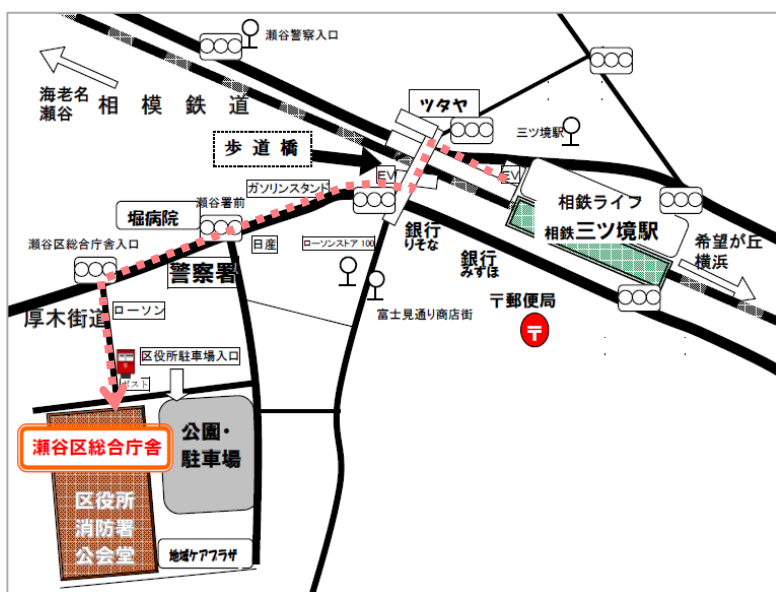 瀬谷警察入口
海老名
瀬谷
相模鉄道
ツタヤ
三ツ境駅
歩道橋
EV
EV
ガソリンスタンド
瀬谷署前
堀病院
相鉄ライフ
相鉄三ツ境駅
希望が丘
横浜
瀬谷区総合庁舎入口
日産
ローソンストア100
銀行
りそな
銀行
みずほ
警察署
厚木街道
ローソン
〒郵便局
〒
富士見通り商店街
区役所駐車場入口
ポスト
公園・
駐車場
瀬谷区総合庁舎
区役所
消防署
公会堂
地域ケアプラザ